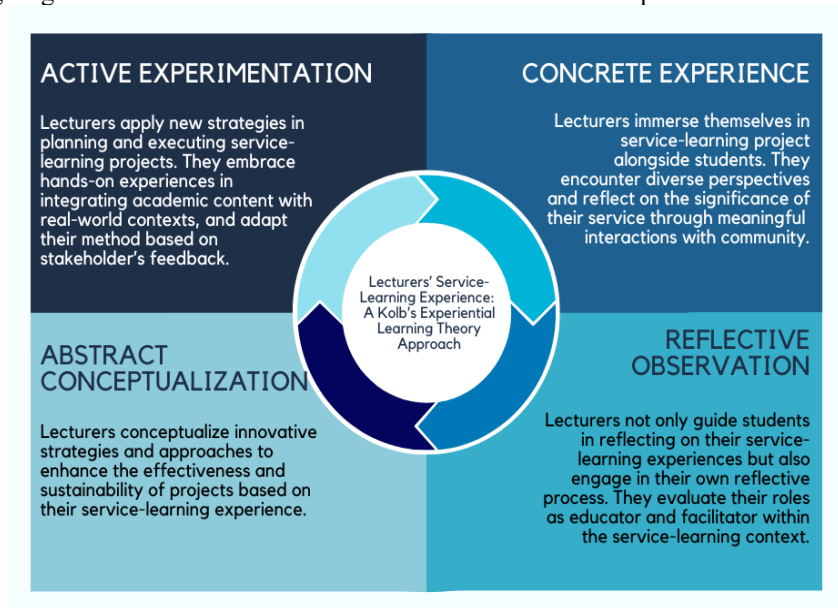 ACTIVE EXPERIMENTATION
Lecturers apply new strategies in
planning and executing service-
learning projects. They embrace
hands-on experiences in
integrating academic content with
real-world contexts, and adapt
their method based on
stakeholder's feedback.
CONCRETE EXPERIENCE
Lecturers immerse themselves in
service-learning project
alongside students. They
encounter diverse perspectives
and reflect on the significance of
their service through meaningful
interactions with community.
Lecturers' Service-
Learning Experience:
A Kolb's Experiential
Learning Theory
Approach
ABSTRACT
CONCEPTUALIZATION
Lecturers conceptualize innovative
strategies and approaches to
enhance the effectiveness and
sustainability of projects based on
their service-learning experience.
REFLECTIVE
OBSERVATION
Lecturers not only guide students
in reflecting on their service-
learning experiences but also
engage in their own reflective
process. They evaluate their roles
as educator and facilitator within
the service-learning context.